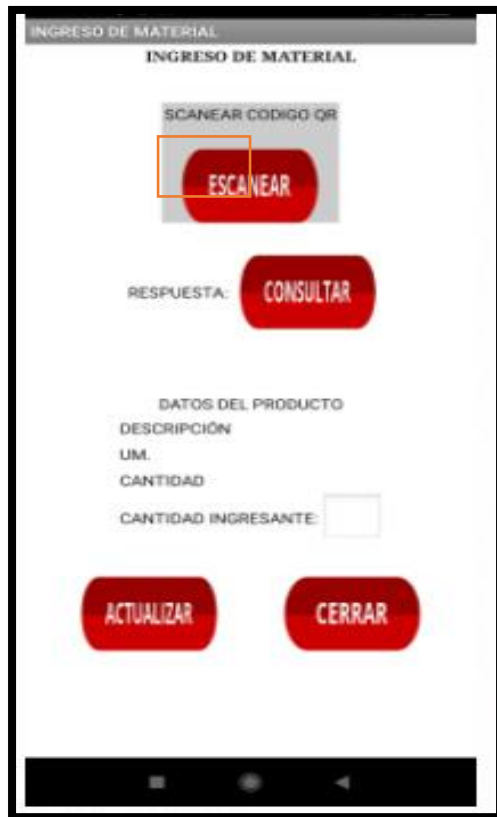 INGRESO DE MATERIAL
INGRESO DE MATERIAL
SCANEAR CODIGO QR
ESCANEAR
RESPUESTA: CONSULTAR
DATOS DEL PRODUCTO
DESCRIPCIÓN
UM.
CANTIDAD
CANTIDAD INGRESANTE:
ACTUALIZAR CERRAR